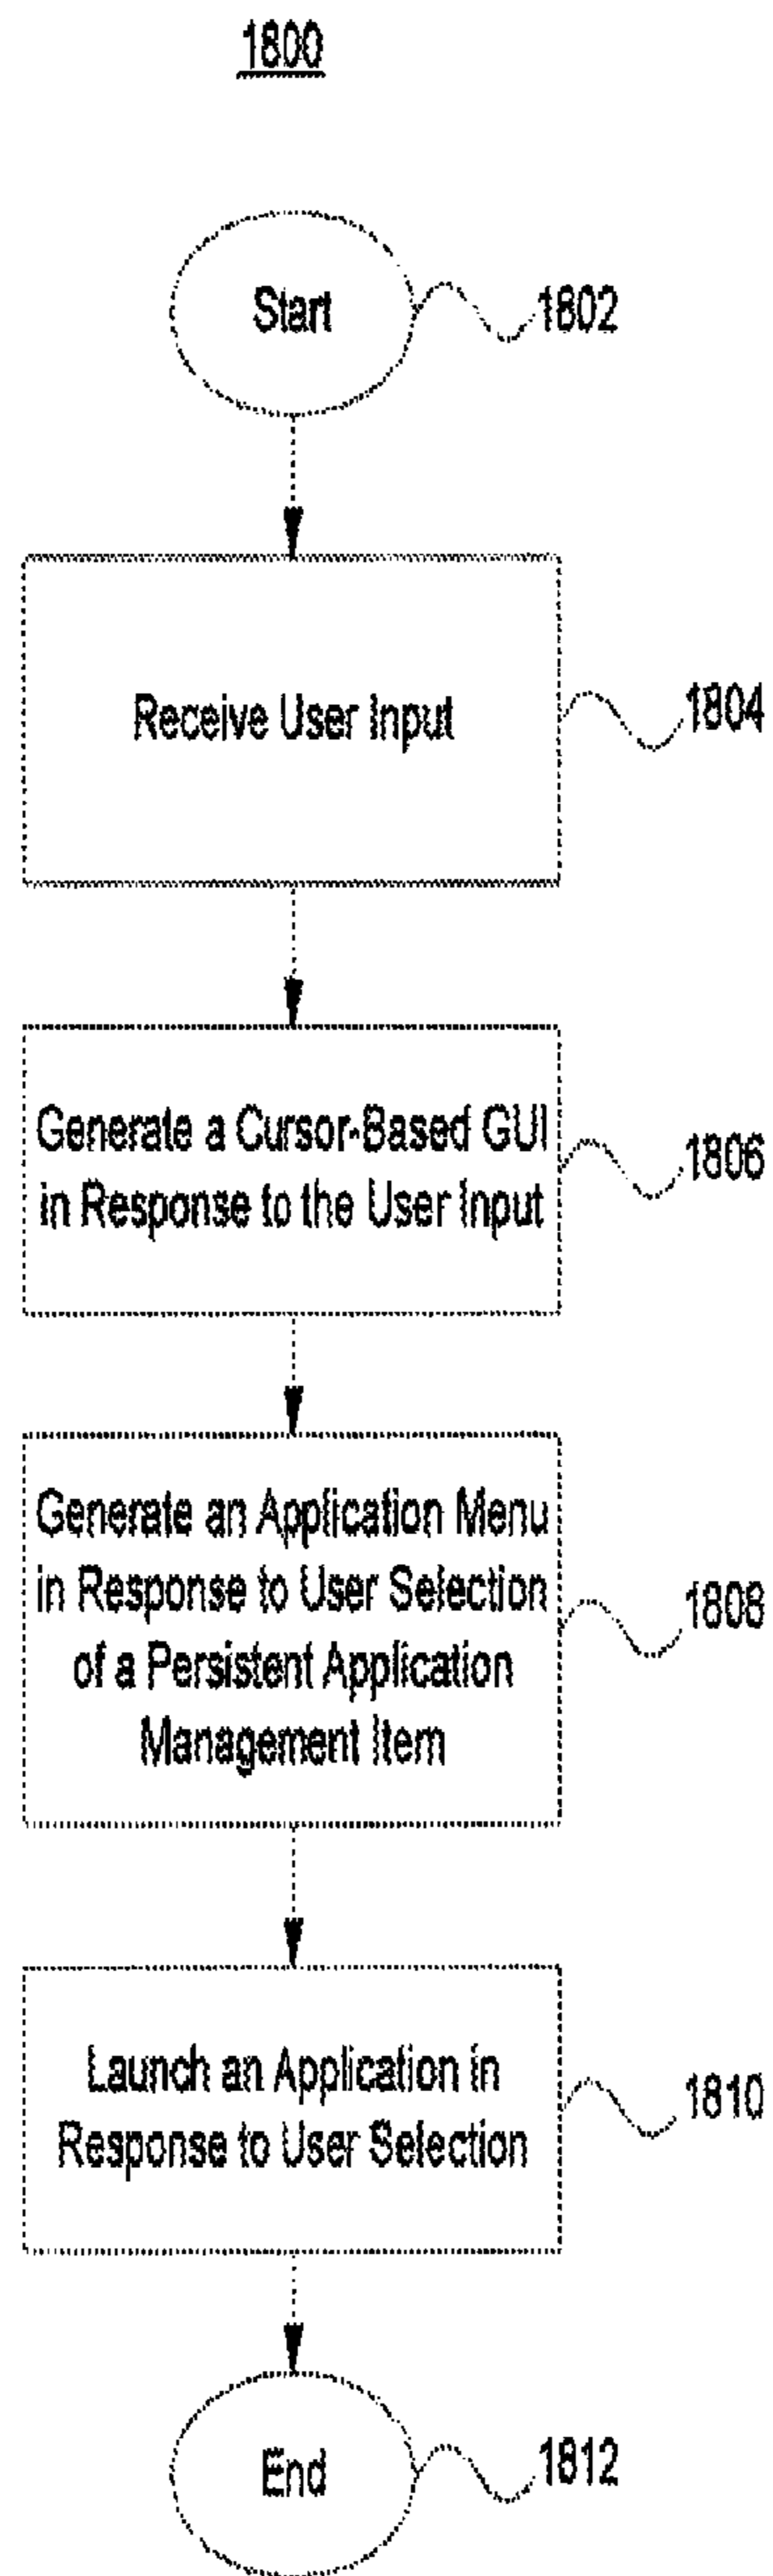 1800
Start
1802
Receive User Input
1804
Generate a Cursor-Based GUI
in Response to the User Input
1806
Generate an Application Menu
in Response to User Selection
of a Persistent Application
Management Item
1808
Launch an Application in
Response to User Selection
1810
End
1812